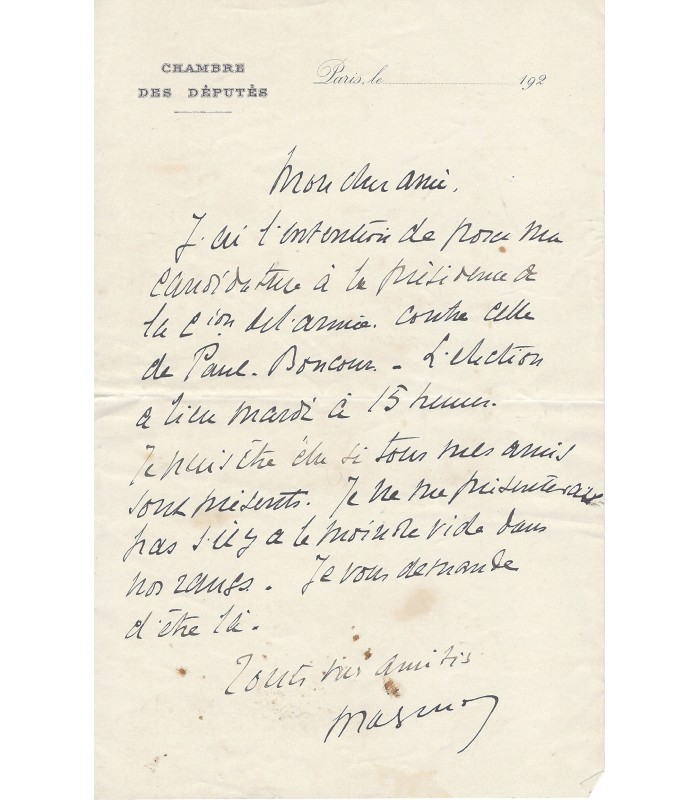 CHAMBRE
DES DÉPUTÉS
Paris, le 192
Mon cher ami,
J'ai l'intention de poser ma
candidature à la présidence de
la Cion de l'armée contre celle
de Paul-Boncour. - L'élection
a lieu mardi à 15 heures.
Je puis être élu si tous mes amis
sont présents. Je ne me présenterai
pas s'il y a le moindre vide dans
nos rangs. - Je vous demande
d'être là.
amitiés
Maginot